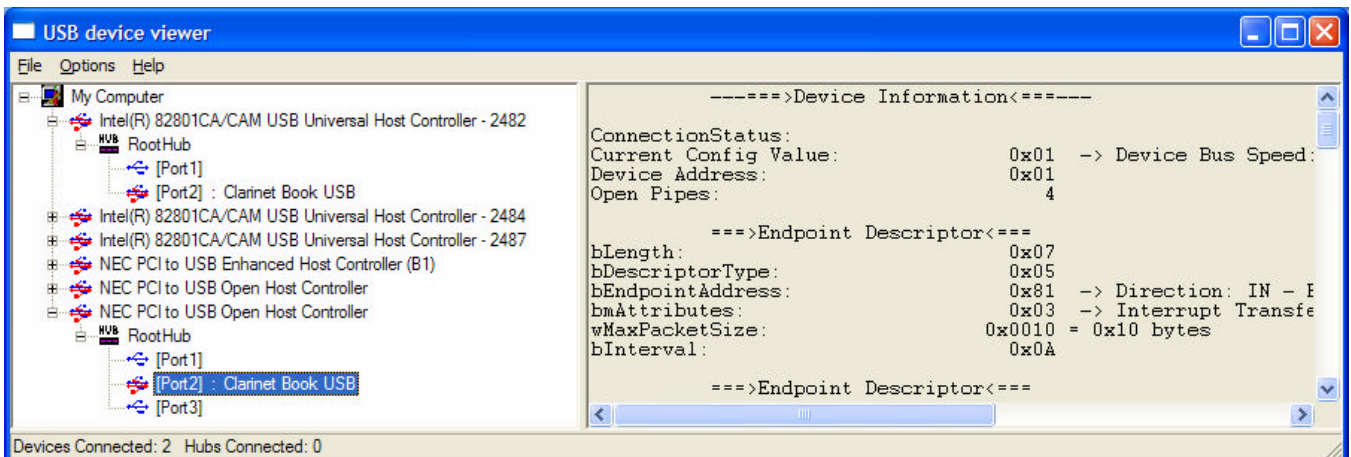 USB device viewer
File Options Help
My Computer
Intel(R) 82801CA/CAM USB Universal Host Controller - 2482
HUB RootHub
[Port1]
[Port2] : Clarinet Book USB
Intel(R) 82801CA/CAM USB Universal Host Controller - 2484
Intel(R) 82801CA/CAM USB Universal Host Controller - 2487
NEC PCI to USB Enhanced Host Controller (B1)
NEC PCI to USB Open Host Controller
NEC PCI to USB Open Host Controller
HUB RootHub
[Port1]
[Port2] : Clarinet Book USB
[Port3]
---===>Device Information<===---
ConnectionStatus:
Current Config Value: 0x01 -> Device Bus Speed:
Device Address: 0x01
Open Pipes: 4
===>Endpoint Descriptor<===
bLength: 0x07
bDescriptorType: 0x05
bEndpointAddress: 0x81 -> Direction: IN -
bmAttributes: 0x03 -> Interrupt Transfe
wMaxPacketSize: 0x0010 = 0x10 bytes
bInterval: 0x0A
===>Endpoint Descriptor<===
Devices Connected: 2 Hubs Connected: 0